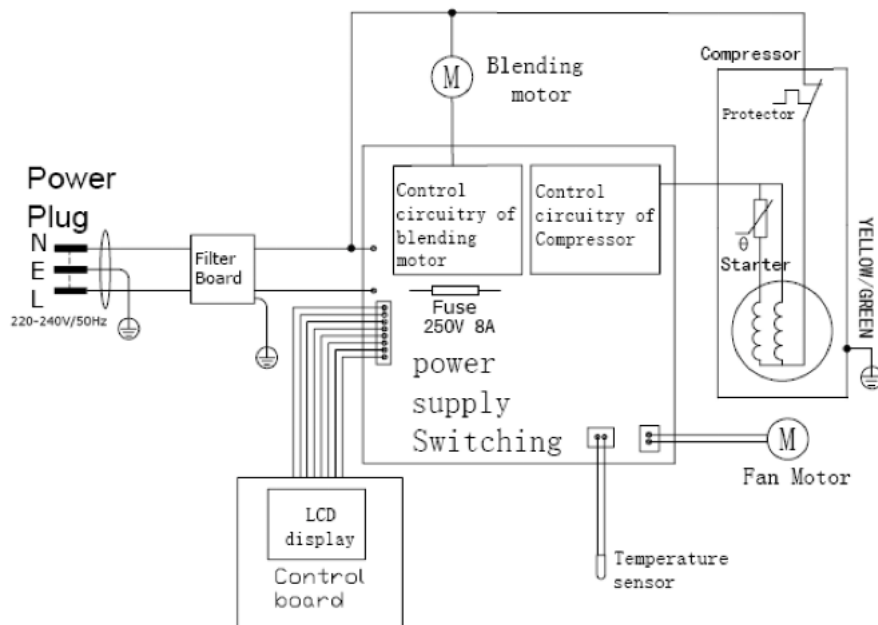 Blending
motor
M
Compressor
Protector
Power
Plug
N
E
L
220-240V/50Hz
Filter
Board
Control
circuitry of
blending
motor
Control
circuitry of
Compressor
θ
Starter
YELLOW/GREEN
Fuse
250V 8A
power
supply
Switching
M
Fan Motor
LCD
display
Control
board
Temperature
sensor